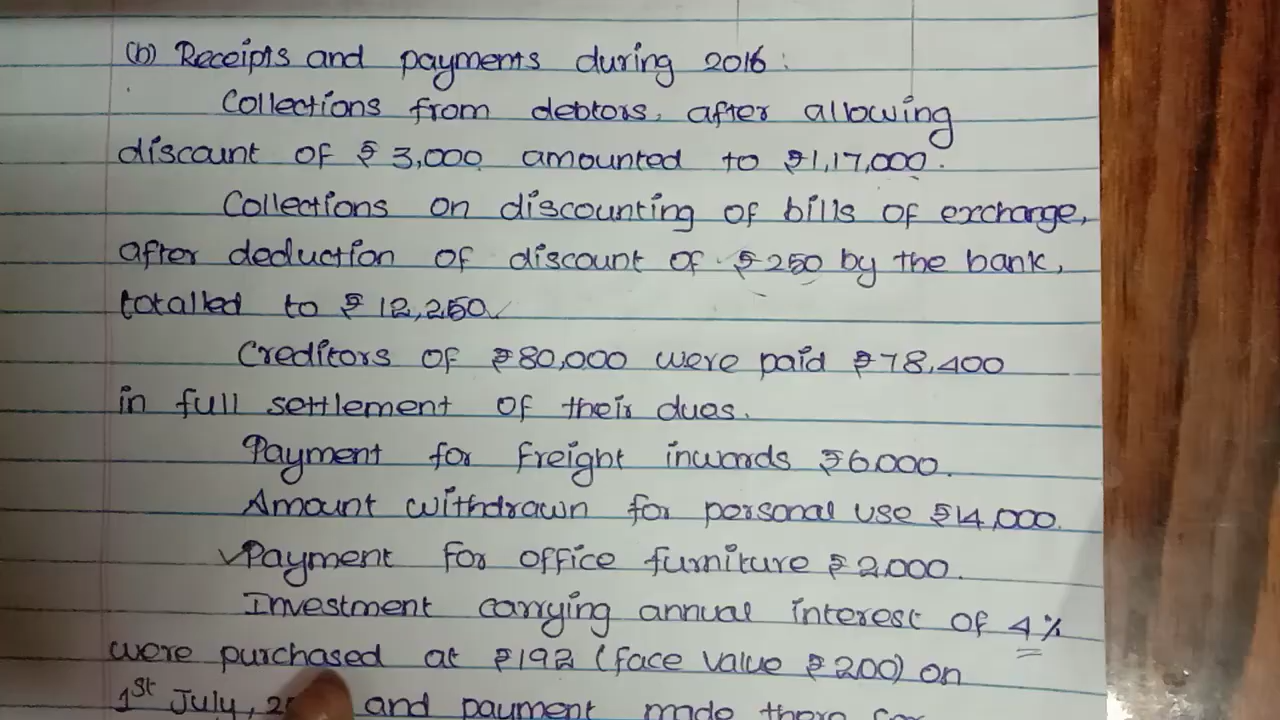 (b) Receipts and payments during 2016:
Collections from debtors, after allowing
discount of ₹ 3,000 amounted to ₹1,17,000.
Collections on discounting of bills of exchange,
after deduction of discount of ₹250 by the bank,
totalled to ₹ 12,250
Creditors of ₹80,000 were paid ₹78,400
in full settlement of their dues.
Payment for Freight inwords ₹6000.
Amount withdrawn for personal use ₹14,000.
Payment for office furniture ₹2,000.
Investment carrying annual interest of 4%
were purchased at ₹192 (face value ₹200) on
1st July, and payment made